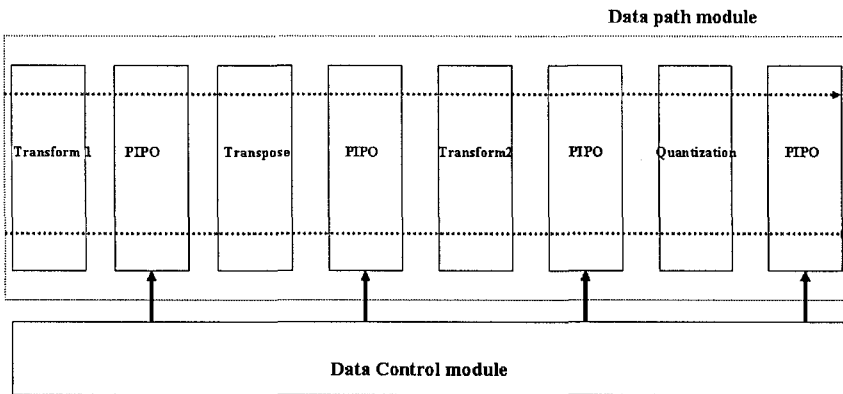 Data path module
Transform 1 PIPO Transpose PIPO Transform2 PIPO Quantization PIPO
Data Control module